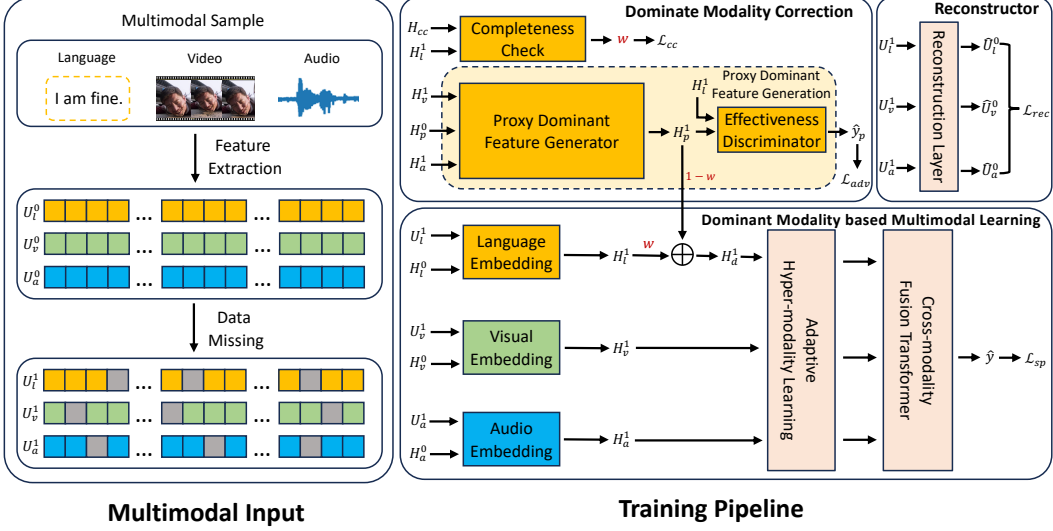 Multimodal Sample
Language
Video
Audio
I am fine.
Feature
Extraction
U_l^0
...
...
U_v^0
...
...
U_a^0
...
...
Data
Missing
U_l^1
...
...
U_v^1
...
...
U_a^1
...
...
Multimodal Input
Dominate Modality Correction
H_cc
H_l^1
Completeness
Check
w
ℒ_cc
H_v^1
H_p^0
H_a^1
Proxy Dominant
Feature Generator
H_p^1
Proxy Dominant
Feature Generation
H_l^1
Effectiveness
Discriminator
ŷ_p
ℒ_adv
1 − w
Reconstructor
U_l^1
U_v^1
U_a^1
Reconstruction Layer
Û_l^0
Û_v^0
Û_a^0
ℒ_rec
Dominant Modality based Multimodal Learning
U_l^1
H_l^0
Language
Embedding
H_l^1
w
H_d^1
U_v^1
H_v^0
Visual
Embedding
H_v^1
U_a^1
H_a^0
Audio
Embedding
H_a^1
Adaptive
Hyper-modality Learning
Cross-modality
Fusion Transformer
ŷ
ℒ_sp
Training Pipeline